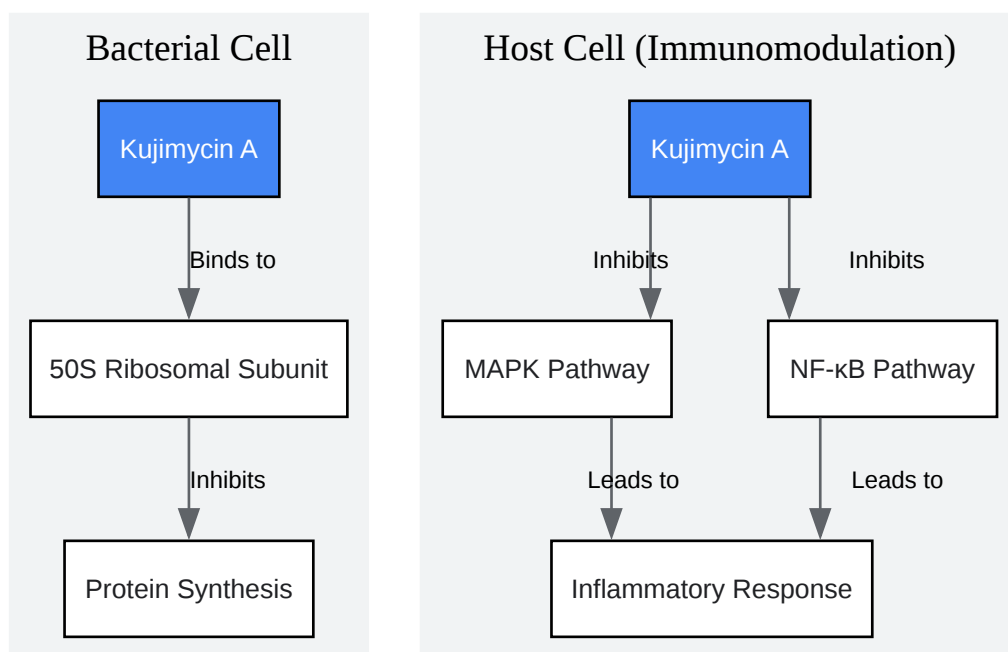 Bacterial Cell
Kujimycin A
Binds to
50S Ribosomal Subunit
Inhibits
Protein Synthesis
Host Cell (Immunomodulation)
Kujimycin A
Inhibits
Inhibits
MAPK Pathway
NF-κB Pathway
Leads to
Leads to
Inflammatory Response